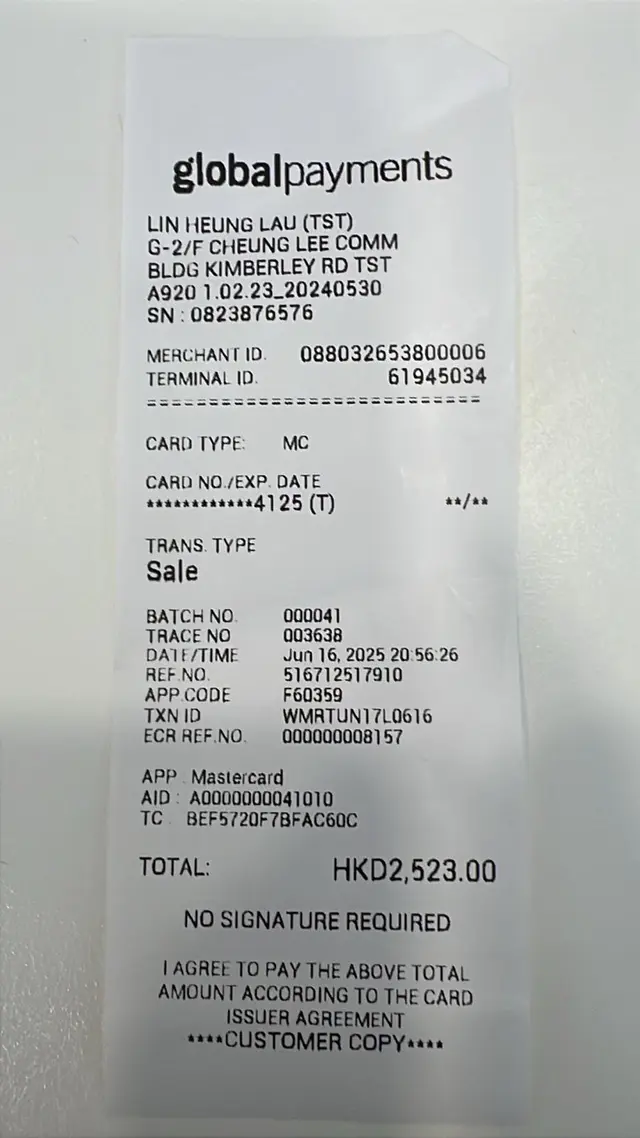 globalpayments
LIN HEUNG LAU (TST)
G-2/F CHEUNG LEE COMM
BLDG KIMBERLEY RD TST
A920 1.02.23_20240530
SN : 0823876576
MERCHANT ID. 088032653800006
TERMINAL ID. 61945034
===========================
CARD TYPE: MC
CARD NO./EXP. DATE
************4125 (T) **/**
TRANS. TYPE
Sale
BATCH NO. 000041
TRACE NO 003638
DATE/TIME Jun 16, 2025 20:56:26
REF.NO. 516712517910
APP.CODE F60359
TXN ID WMRTUN17L0616
ECR REF.NO. 000000008157
APP : Mastercard
AID : A0000000041010
TC : BEF5720F7BFAC60C
TOTAL: HKD2,523.00
NO SIGNATURE REQUIRED
I AGREE TO PAY THE ABOVE TOTAL
AMOUNT ACCORDING TO THE CARD
ISSUER AGREEMENT
****CUSTOMER COPY****